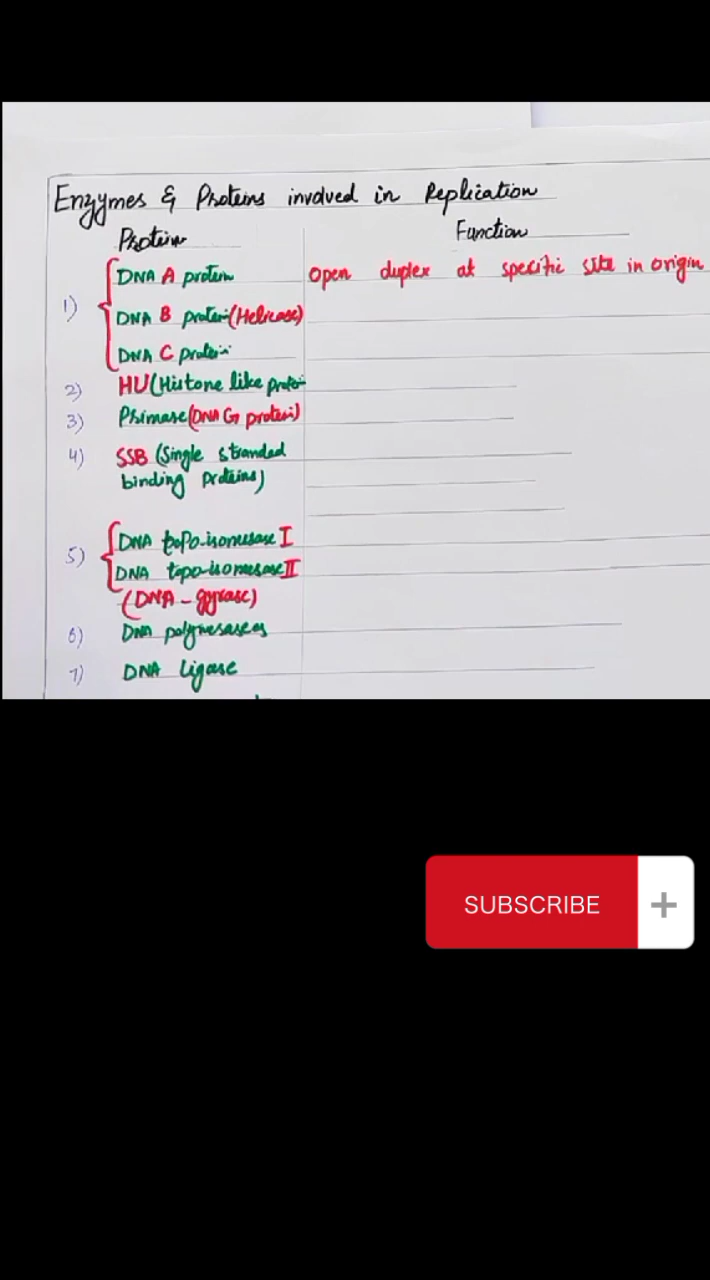 Enzymes & Proteins involved in Replication
Protein Function
1) DNA A protein Open duplex at specific site in origin
DNA B protein (Helicase)
DNA C protein
2) HU (Histone like protein
3) Primase (DNA G protein)
4) SSB (Single stranded
binding proteins)
5) DNA topo-isomerase I
DNA topo-isomerase II
(DNA - gyrase)
6) DNA polymerases
7) DNA ligase
SUBSCRIBE +